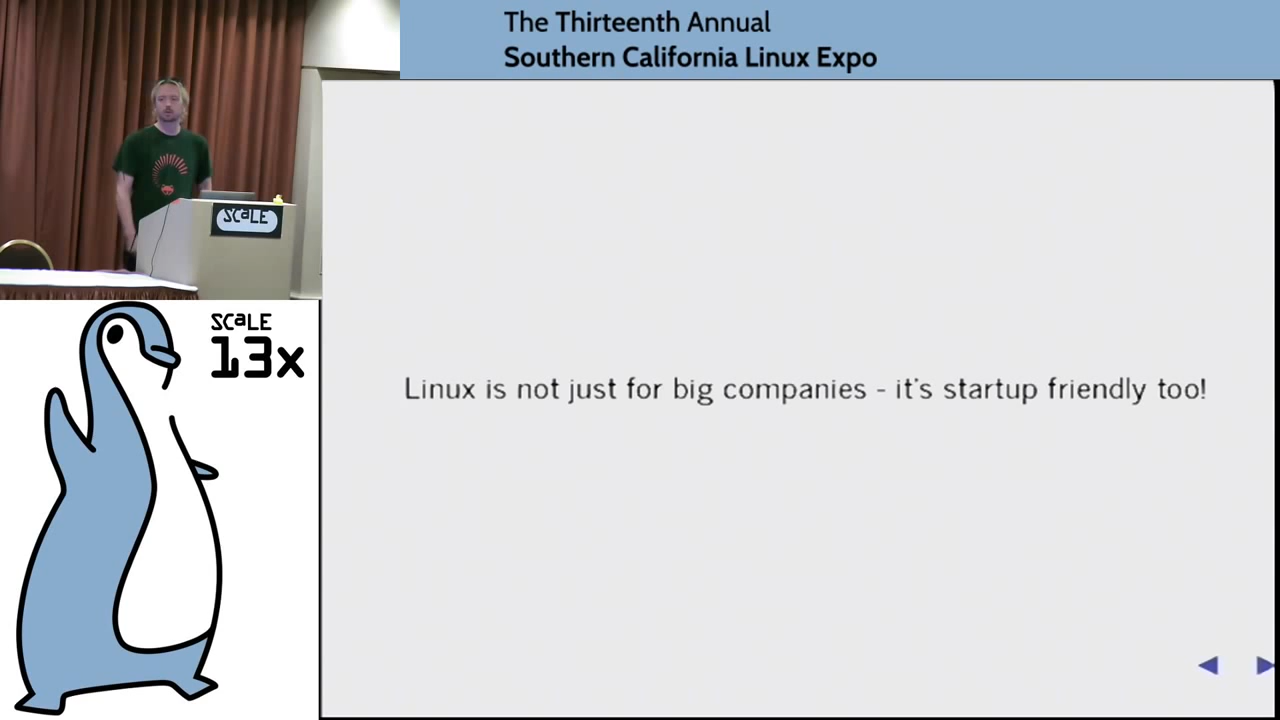 The Thirteenth Annual
Southern California Linux Expo
SCaLE
SCaLE
13x
Linux is not just for big companies - it's startup friendly too!